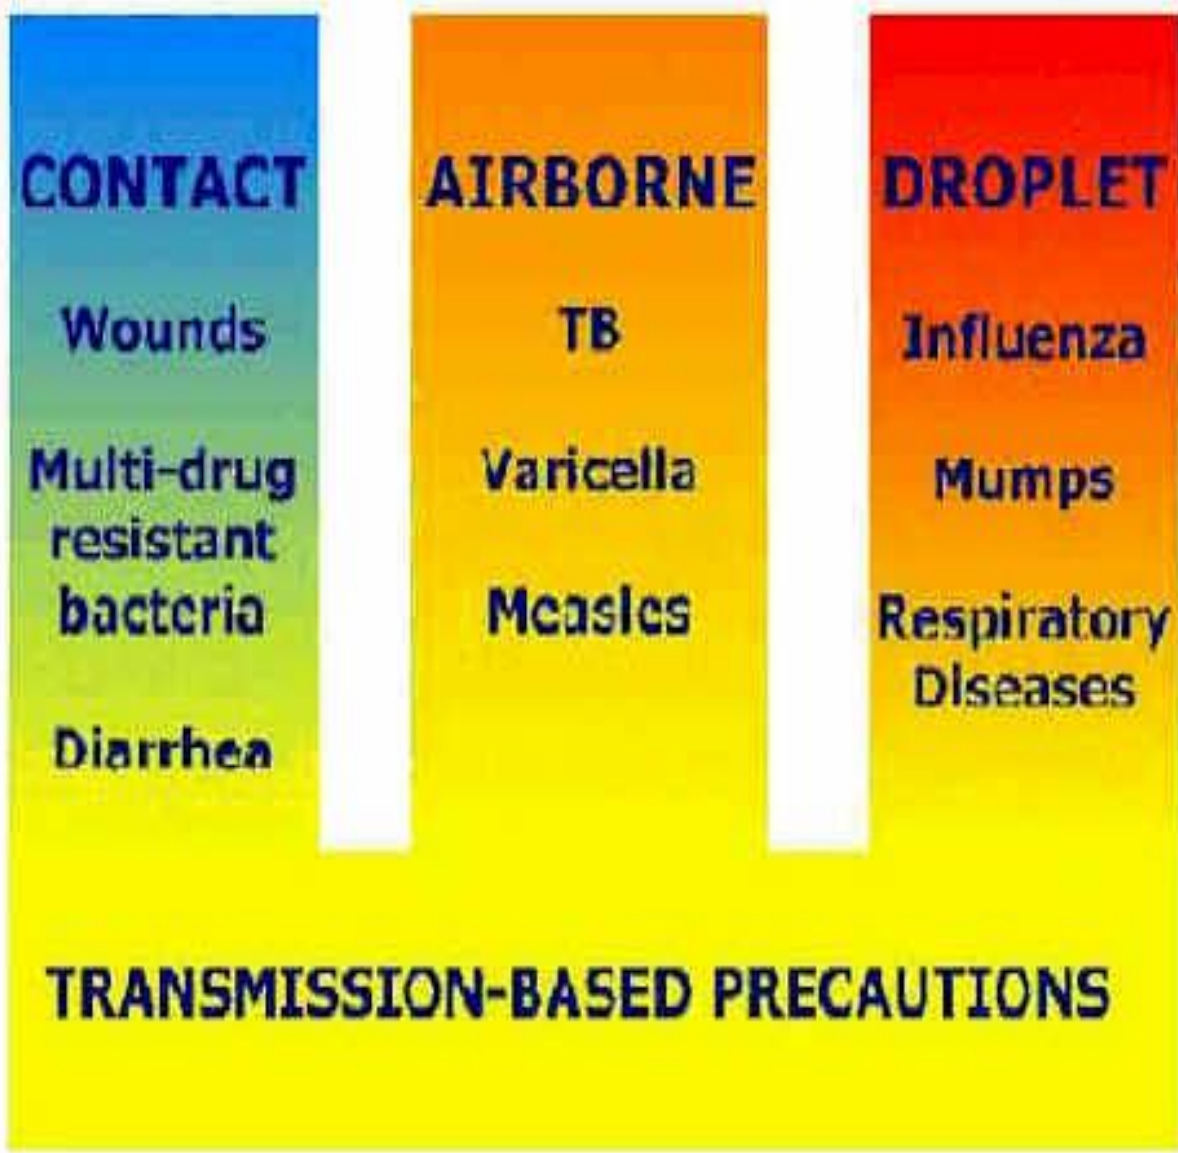 CONTACT
Wounds
Multi-drug
resistant
bacteria
Diarrhea
AIRBORNE
TB
Varicella
Measles
DROPLET
Influenza
Mumps
Respiratory
Diseases
TRANSMISSION-BASED PRECAUTIONS